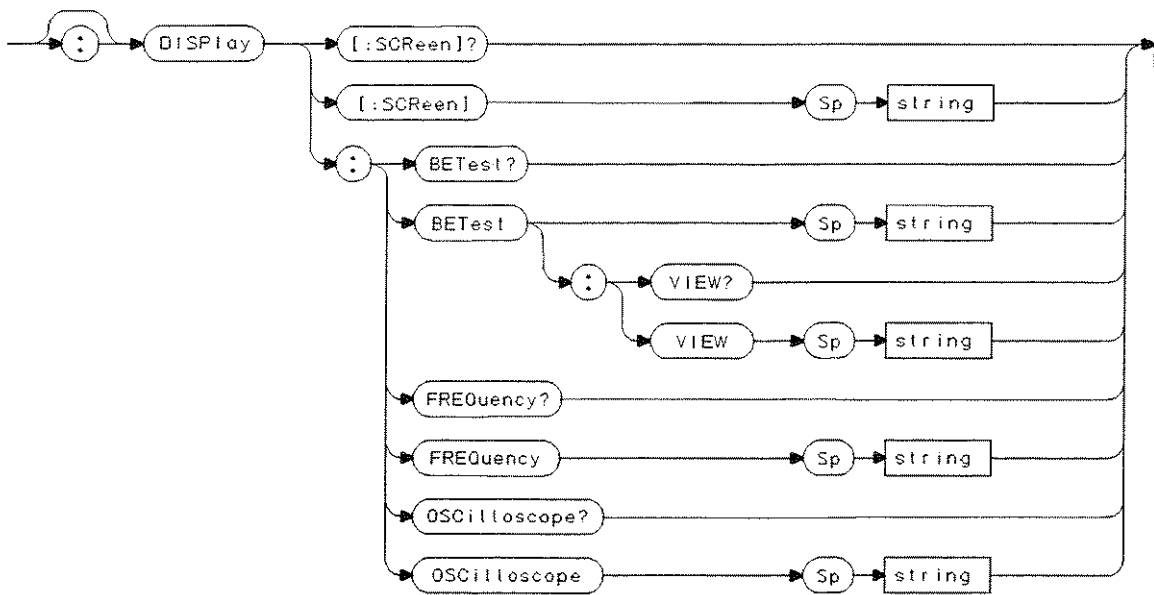 : DISPlay [:SCReen]?
[:SCReen] Sp string
: BETest?
BETest Sp string
: VIEW?
VIEW Sp string
FREQuency?
FREQuency Sp string
OSCilloscope?
OSCilloscope Sp string